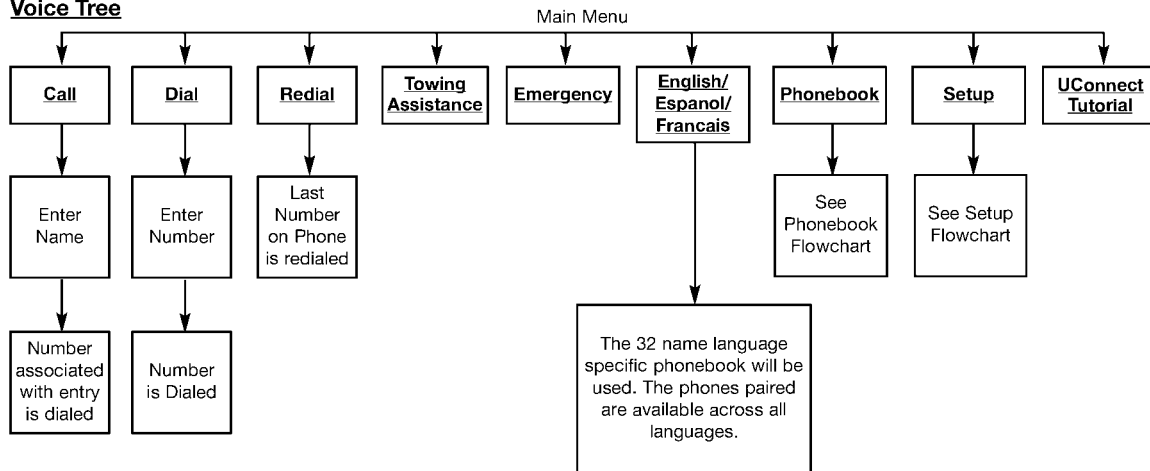 Voice Tree
Main Menu
Call
Dial
Redial
Towing
Assistance
Emergency
English/
Espanol/
Francais
Phonebook
Setup
UConnect
Tutorial
Enter
Name
Enter
Number
Last
Number
on Phone
is redialed
See
Phonebook
Flowchart
See Setup
Flowchart
Number
associated
with entry
is dialed
Number
is Dialed
The 32 name language
specific phonebook will be
used. The phones paired
are available across all
languages.